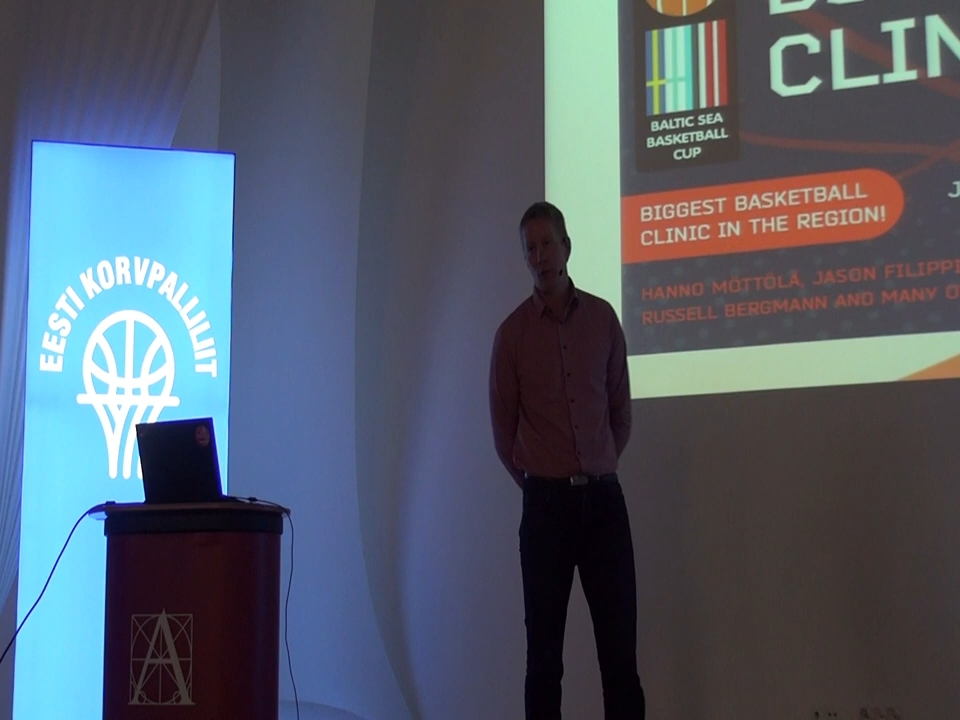 EESTI KORVPALLILIIT
A
CLIN
BALTIC SEA
BASKETBALL
CUP
BIGGEST BASKETBALL
CLINIC IN THE REGION!
J
HANNO MÖTTÖLÄ, JASON FILIPPI
RUSSELL BERGMANN AND MANY O